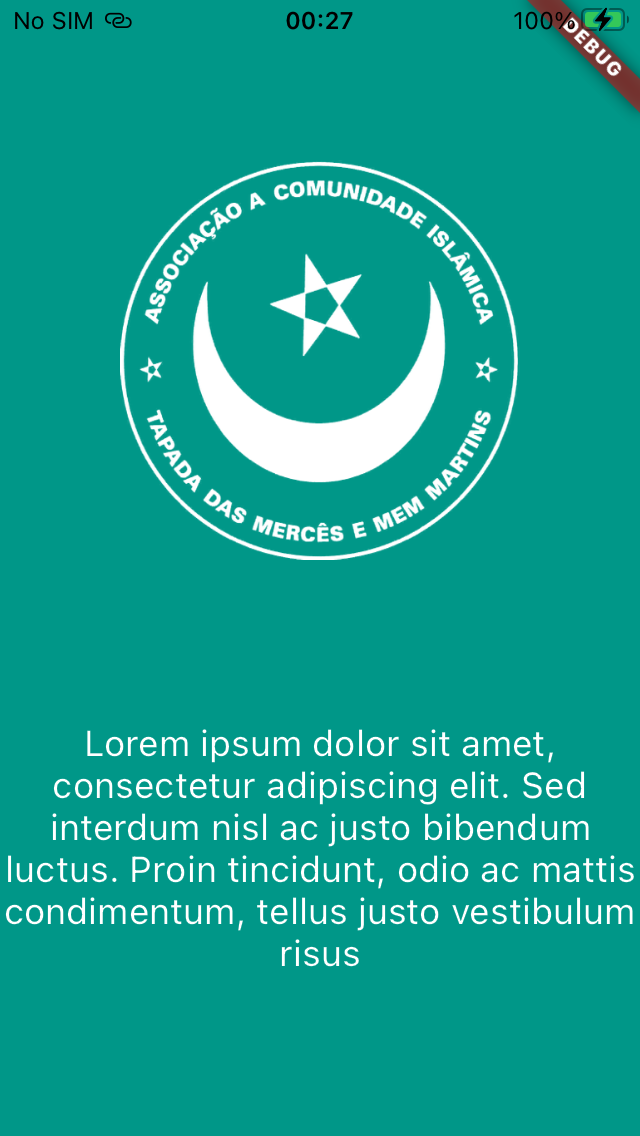 No SIM
00:27
100%
DEBUG
ASSOCIAÇÃO A COMUNIDADE ISLÂMICA
TAPADA DAS MERCÊS E MEM MARTINS
Lorem ipsum dolor sit amet,
consectetur adipiscing elit. Sed
interdum nisl ac justo bibendum
luctus. Proin tincidunt, odio ac mattis
condimentum, tellus justo vestibulum
risus